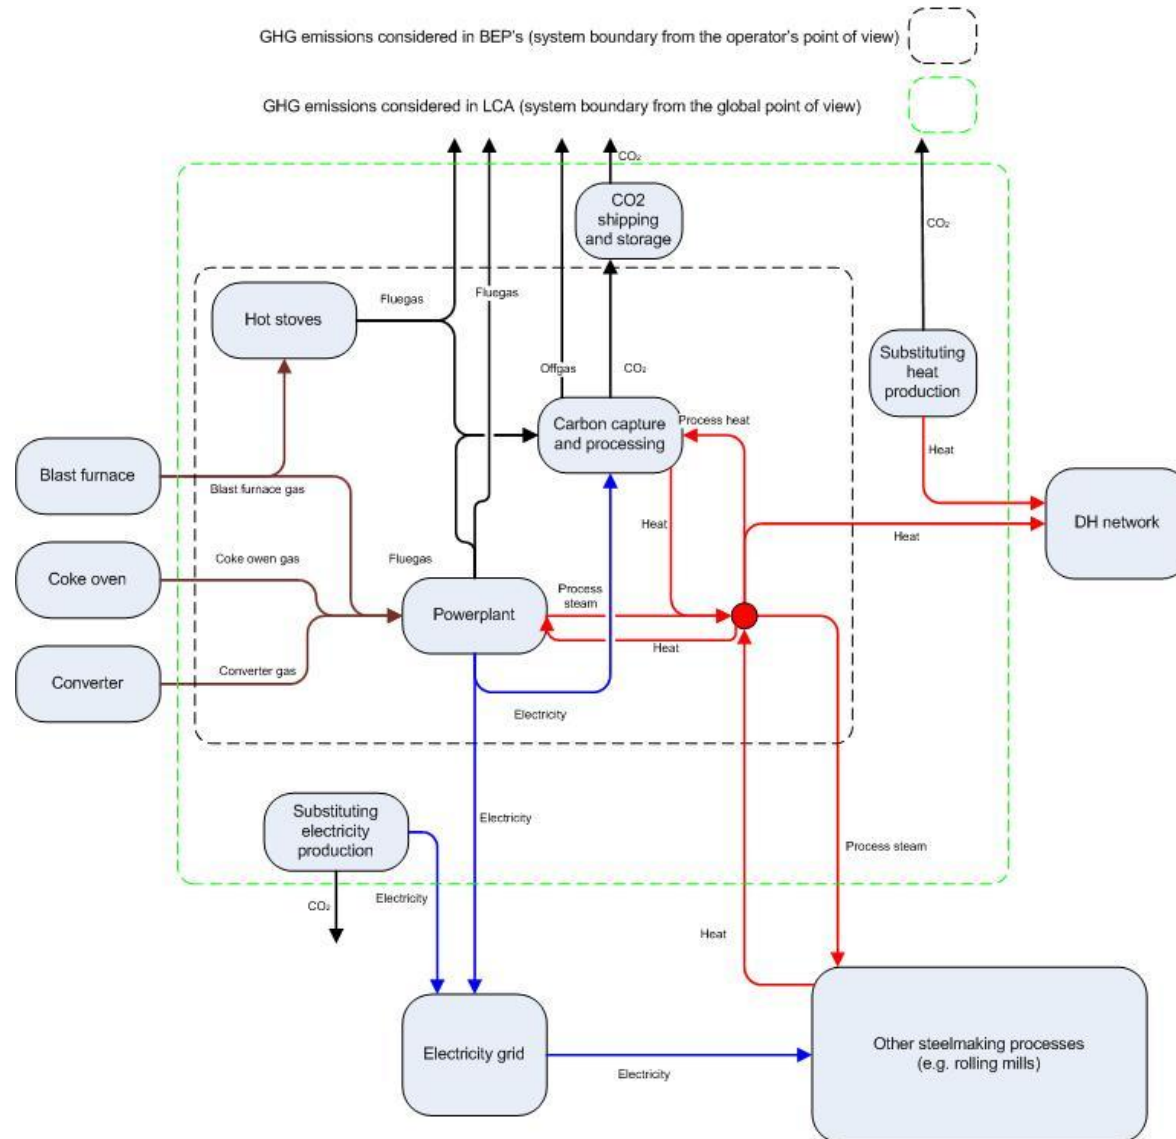 GHG emissions considered in BEP's (system boundary from the operator's point of view)
GHG emissions considered in LCA (system boundary from the global point of view)
CO₂
CO2
shipping
and storage
CO₂
Fluegas
Fluegas
Hot stoves
Offgas
CO₂
Substituting
heat
production
Process heat
Carbon capture
and processing
Heat
Blast furnace
Blast furnace gas
DH network
Heat
Heat
Coke owen gas
Fluegas
Coke oven
Process
steam
Powerplant
Heat
Converter gas
Converter
Electricity
Substituting
electricity
production
Electricity
Process steam
CO₂
Electricity
Heat
Electricity grid
Other steelmaking processes
(e.g. rolling mills)
Electricity